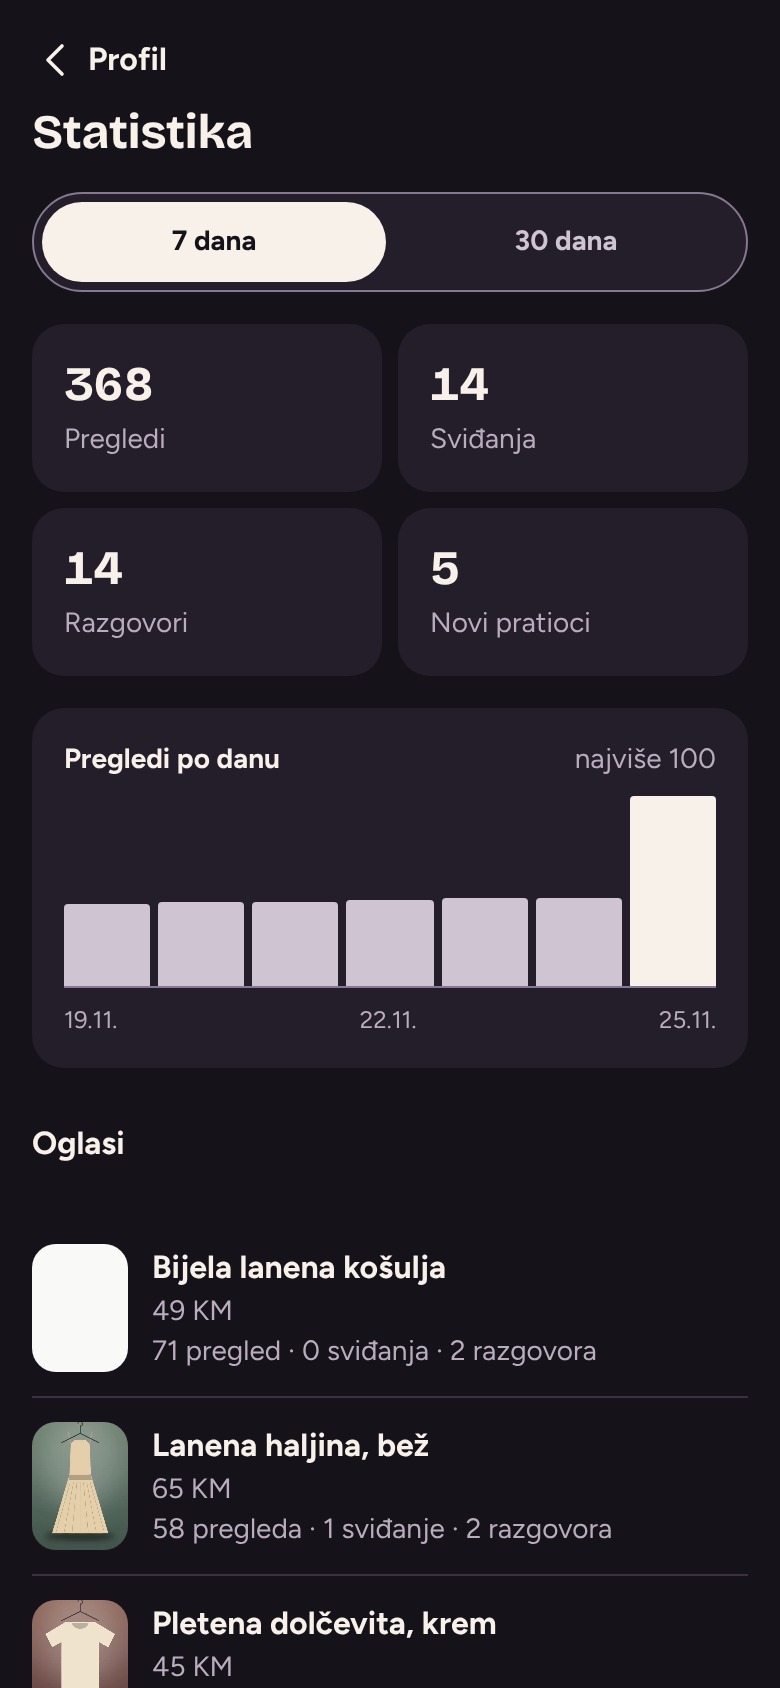 Profil
Statistika
7 dana
30 dana
368
Pregledi
14
Sviđanja
14
Razgovori
5
Novi pratioci
Pregledi po danu
najviše 100
19.11.
22.11.
25.11.
Oglasi
Bijela lanena košulja
49 KM
71 pregled · 0 sviđanja · 2 razgovora
Lanena haljina, bež
65 KM
58 pregleda · 1 sviđanje · 2 razgovora
Pletena dolčevita, krem
45 KM